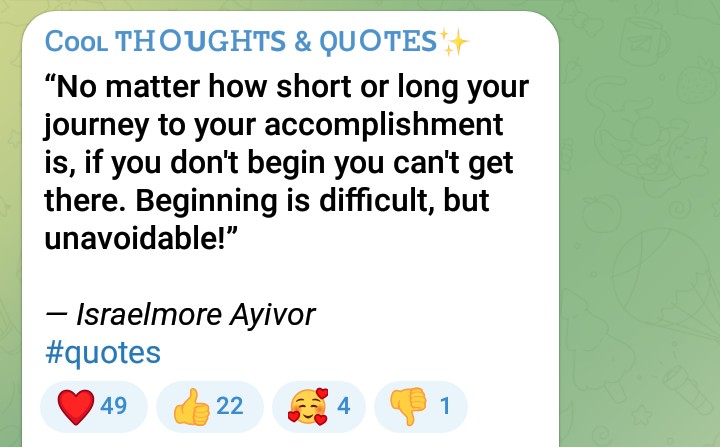 Cooʟ THOUGHTS & QUOTES✨
“No matter how short or long your
journey to your accomplishment
is, if you don't begin you can't get
there. Beginning is difficult, but
unavoidable!”
— Israelmore Ayivor
#quotes
❤️ 49 👍 22 🥰 4 👎 1